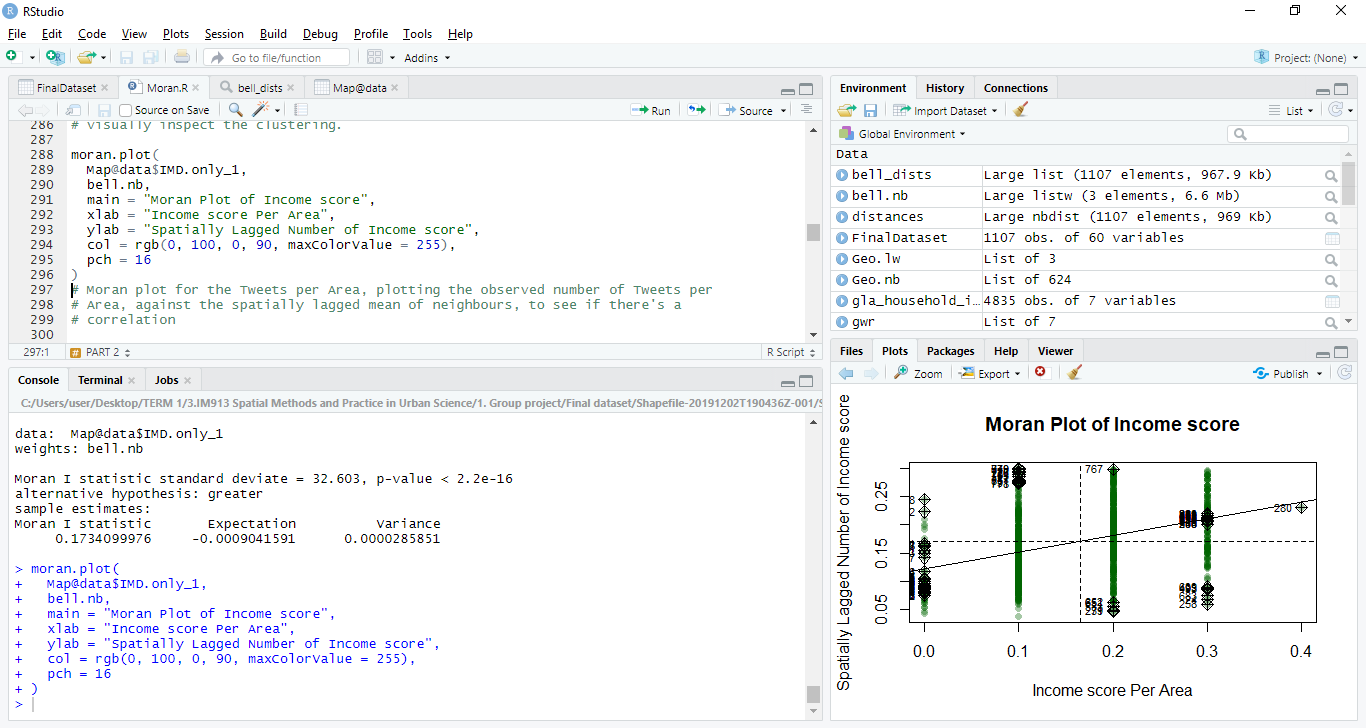 RStudio
File Edit Code View Plots Session Build Debug Profile Tools Help
Go to file/function Addins Project: (None)
FinalDataset Moran.R bell_dists Map@data
Source on Save Run Source
286 # visually inspect the clustering.
287
288 moran.plot(
289 Map@data$IMD.only_1,
290 bell.nb,
291 main = "Moran Plot of Income score",
292 xlab = "Income score Per Area",
293 ylab = "Spatially Lagged Number of Income score",
294 col = rgb(0, 100, 0, 90, maxColorValue = 255),
295 pch = 16
296 )
297 # Moran plot for the Tweets per Area, plotting the observed number of Tweets per
298 # Area, against the spatially lagged mean of neighbours, to see if there's a
299 # correlation
300
297:1 PART 2 R Script
Console Terminal Jobs
C:/Users/user/Desktop/TERM 1/3.IM913 Spatial Methods and Practice in Urban Science/1. Group project/Final dataset/Shapefile-20191202T190436Z-001/
data: Map@data$IMD.only_1
weights: bell.nb
Moran I statistic standard deviate = 32.603, p-value < 2.2e-16
alternative hypothesis: greater
sample estimates:
Moran I statistic Expectation Variance
0.1734099976 -0.0009041591 0.0000285851
> moran.plot(
+ Map@data$IMD.only_1,
+ bell.nb,
+ main = "Moran Plot of Income score",
+ xlab = "Income score Per Area",
+ ylab = "Spatially Lagged Number of Income score",
+ col = rgb(0, 100, 0, 90, maxColorValue = 255),
+ pch = 16
+ )
>
Environment History Connections
Import Dataset List
Global Environment
Data
bell_dists Large list (1107 elements, 967.9 Kb)
bell.nb Large listw (3 elements, 6.6 Mb)
distances Large nbdist (1107 elements, 969 Kb)
FinalDataset 1107 obs. of 60 variables
Geo.lw List of 3
Geo.nb List of 624
gla_household_i… 4835 obs. of 7 variables
gwr List of 7
Files Plots Packages Help Viewer
Zoom Export Publish
Moran Plot of Income score
Spatially Lagged Number of Income score
0.25
0.15
0.05
767
280
258
0.0 0.1 0.2 0.3 0.4
Income score Per Area